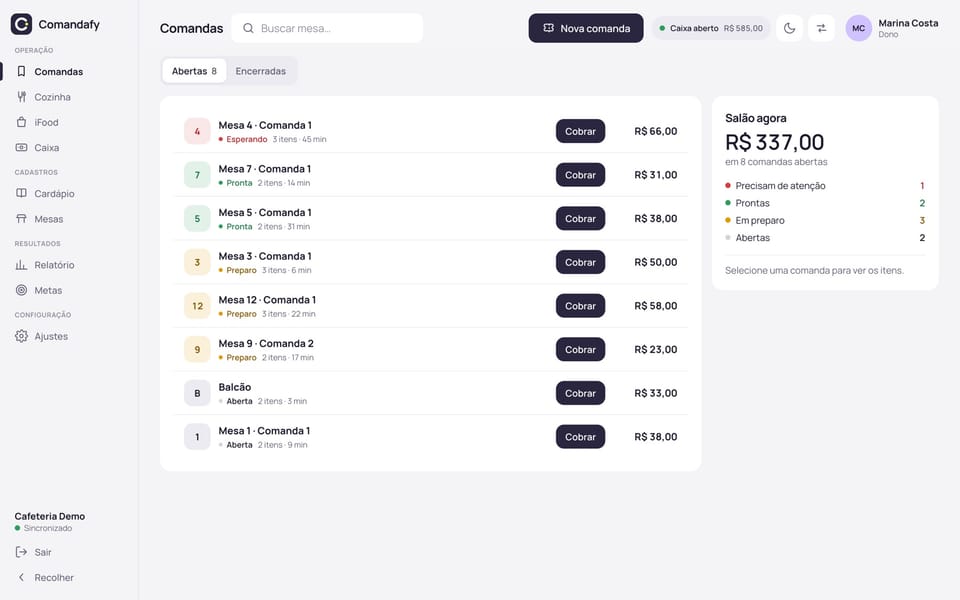 Comandafy
OPERAÇÃO
Comandas
Cozinha
iFood
Caixa
CADASTROS
Cardápio
Mesas
RESULTADOS
Relatório
Metas
CONFIGURAÇÃO
Ajustes
Cafeteria Demo
Sincronizado
Sair
Recolher
Comandas
Buscar mesa...
Nova comanda
Caixa aberto R$ 585,00
MC
Marina Costa
Dono
Abertas 8
Encerradas
4
Mesa 4 · Comanda 1
Esperando 3 itens · 45 min
Cobrar
R$ 66,00
7
Mesa 7 · Comanda 1
Pronta 2 itens · 14 min
Cobrar
R$ 31,00
5
Mesa 5 · Comanda 1
Pronta 2 itens · 31 min
Cobrar
R$ 38,00
3
Mesa 3 · Comanda 1
Preparo 3 itens · 6 min
Cobrar
R$ 50,00
12
Mesa 12 · Comanda 1
Preparo 3 itens · 22 min
Cobrar
R$ 58,00
9
Mesa 9 · Comanda 2
Preparo 2 itens · 17 min
Cobrar
R$ 23,00
B
Balcão
Aberta 2 itens · 3 min
Cobrar
R$ 33,00
1
Mesa 1 · Comanda 1
Aberta 2 itens · 9 min
Cobrar
R$ 38,00
Salão agora
R$ 337,00
em 8 comandas abertas
Precisam de atenção 1
Prontas 2
Em preparo 3
Abertas 2
Selecione uma comanda para ver os itens.